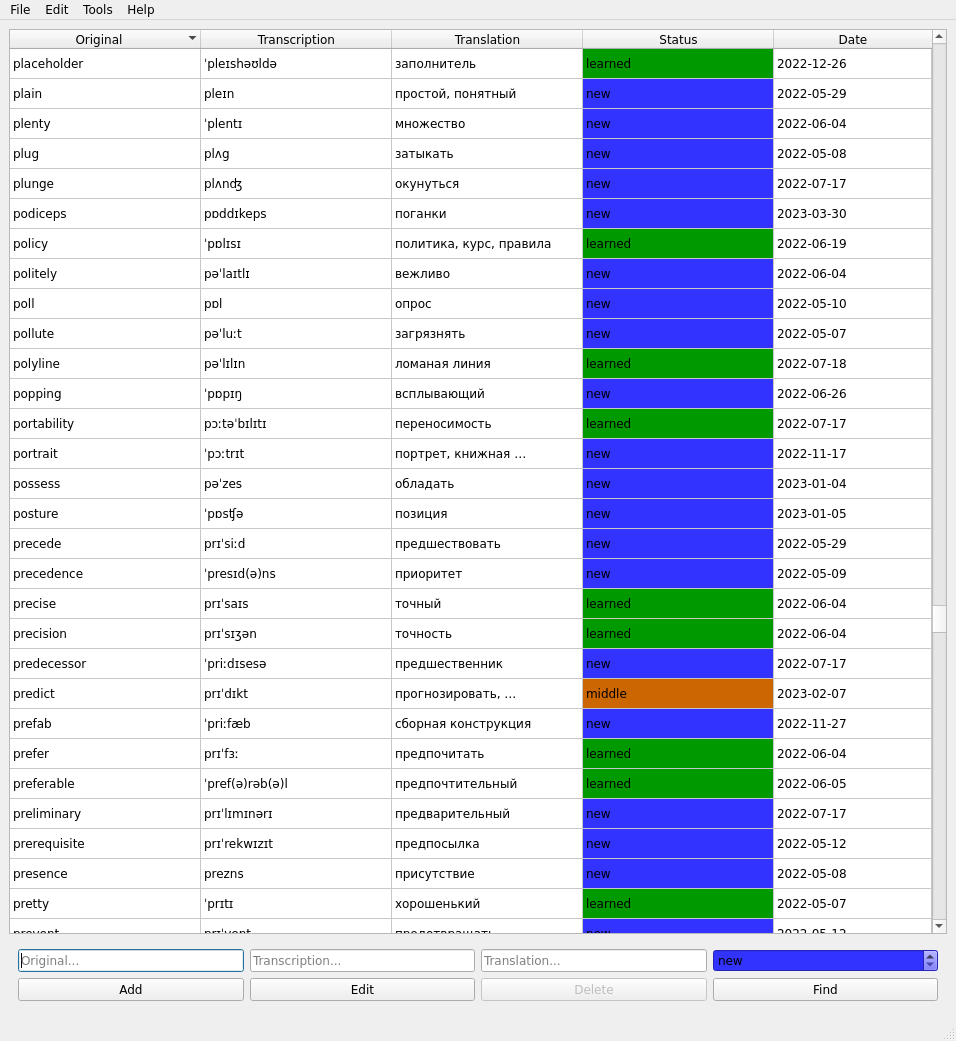 File Edit Tools Help
Original Transcription Translation Status Date
placeholder ˈpleɪshəʊldə заполнитель learned 2022-12-26
plain pleɪn простой, понятный new 2022-05-29
plenty ˈplentɪ множество new 2022-06-04
plug plʌg затыкать new 2022-05-08
plunge plʌnʤ окунуться new 2022-07-17
podiceps pɒddɪkeps поганки new 2023-03-30
policy ˈpɒlɪsɪ политика, курс, правила learned 2022-06-19
politely pəˈlaɪtlɪ вежливо new 2022-06-04
poll pɒl опрос new 2022-05-10
pollute pəˈluːt загрязнять new 2022-05-07
polyline pəˈlɪlɪn ломаная линия learned 2022-07-18
popping ˈpɒpɪŋ всплывающий new 2022-06-26
portability pɔːtəˈbɪlɪtɪ переносимость learned 2022-07-17
portrait ˈpɔːtrɪt портрет, книжная … new 2022-11-17
possess pəˈzes обладать new 2023-01-04
posture ˈpɒsʧə позиция new 2023-01-05
precede prɪˈsiːd предшествовать new 2022-05-29
precedence ˈpresɪd(ə)ns приоритет new 2022-05-09
precise prɪˈsaɪs точный learned 2022-06-04
precision prɪˈsɪʒən точность learned 2022-06-04
predecessor ˈpriːdɪsesə предшественник new 2022-07-17
predict prɪˈdɪkt прогнозировать, … middle 2023-02-07
prefab ˈpriːfæb сборная конструкция new 2022-11-27
prefer prɪˈfɜː предпочитать learned 2022-06-04
preferable ˈpref(ə)rəb(ə)l предпочтительный learned 2022-06-05
preliminary prɪˈlɪmɪnərɪ предварительный new 2022-07-17
prerequisite prɪˈrekwɪzɪt предпосылка new 2022-05-12
presence prezns присутствие new 2022-05-08
pretty ˈprɪtɪ хорошенький learned 2022-05-07
prevent prɪˈvent предотвращать new 2022-05-12
Original... Transcription... Translation... new
Add Edit Delete Find